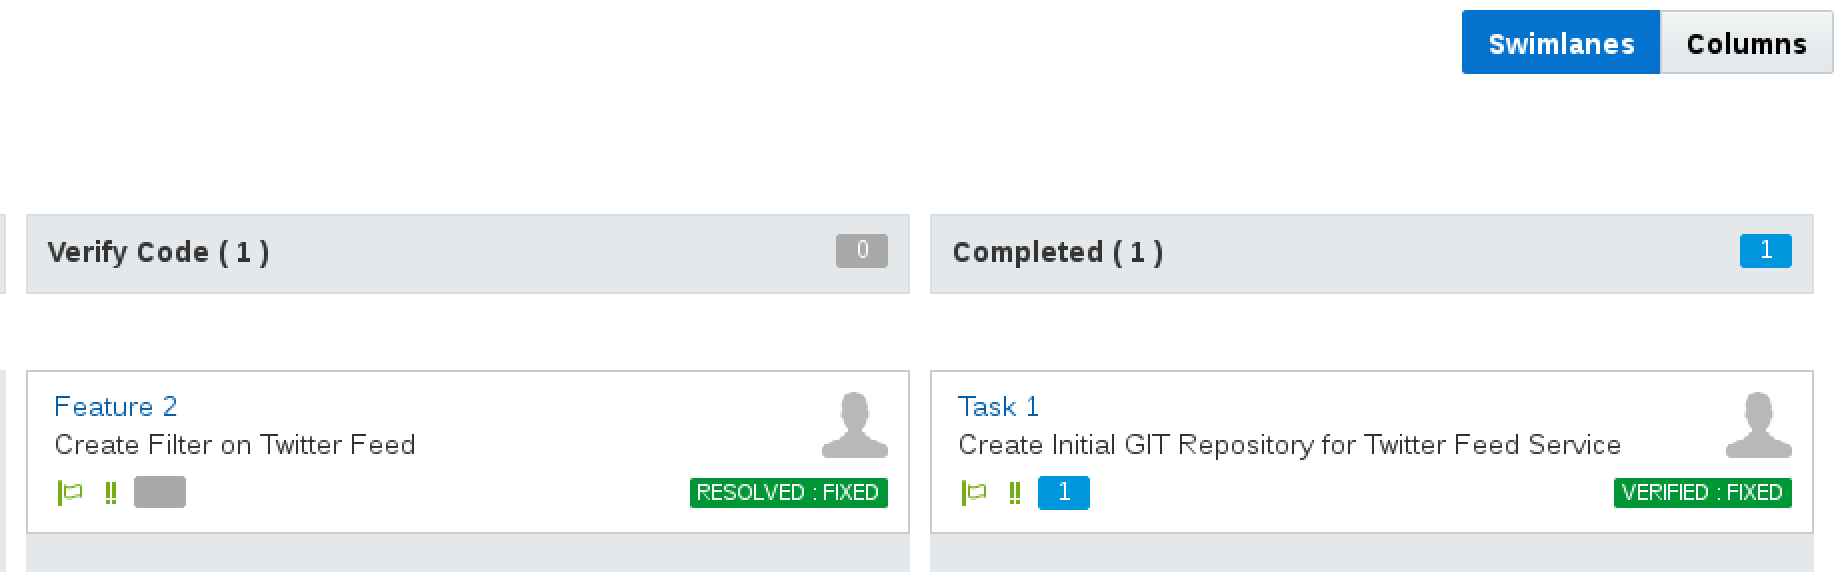 Swimlanes Columns
Verify Code ( 1 ) 0
Completed ( 1 ) 1
Feature 2
Create Filter on Twitter Feed
!! RESOLVED : FIXED
Task 1
Create Initial GIT Repository for Twitter Feed Service
!! 1 VERIFIED : FIXED